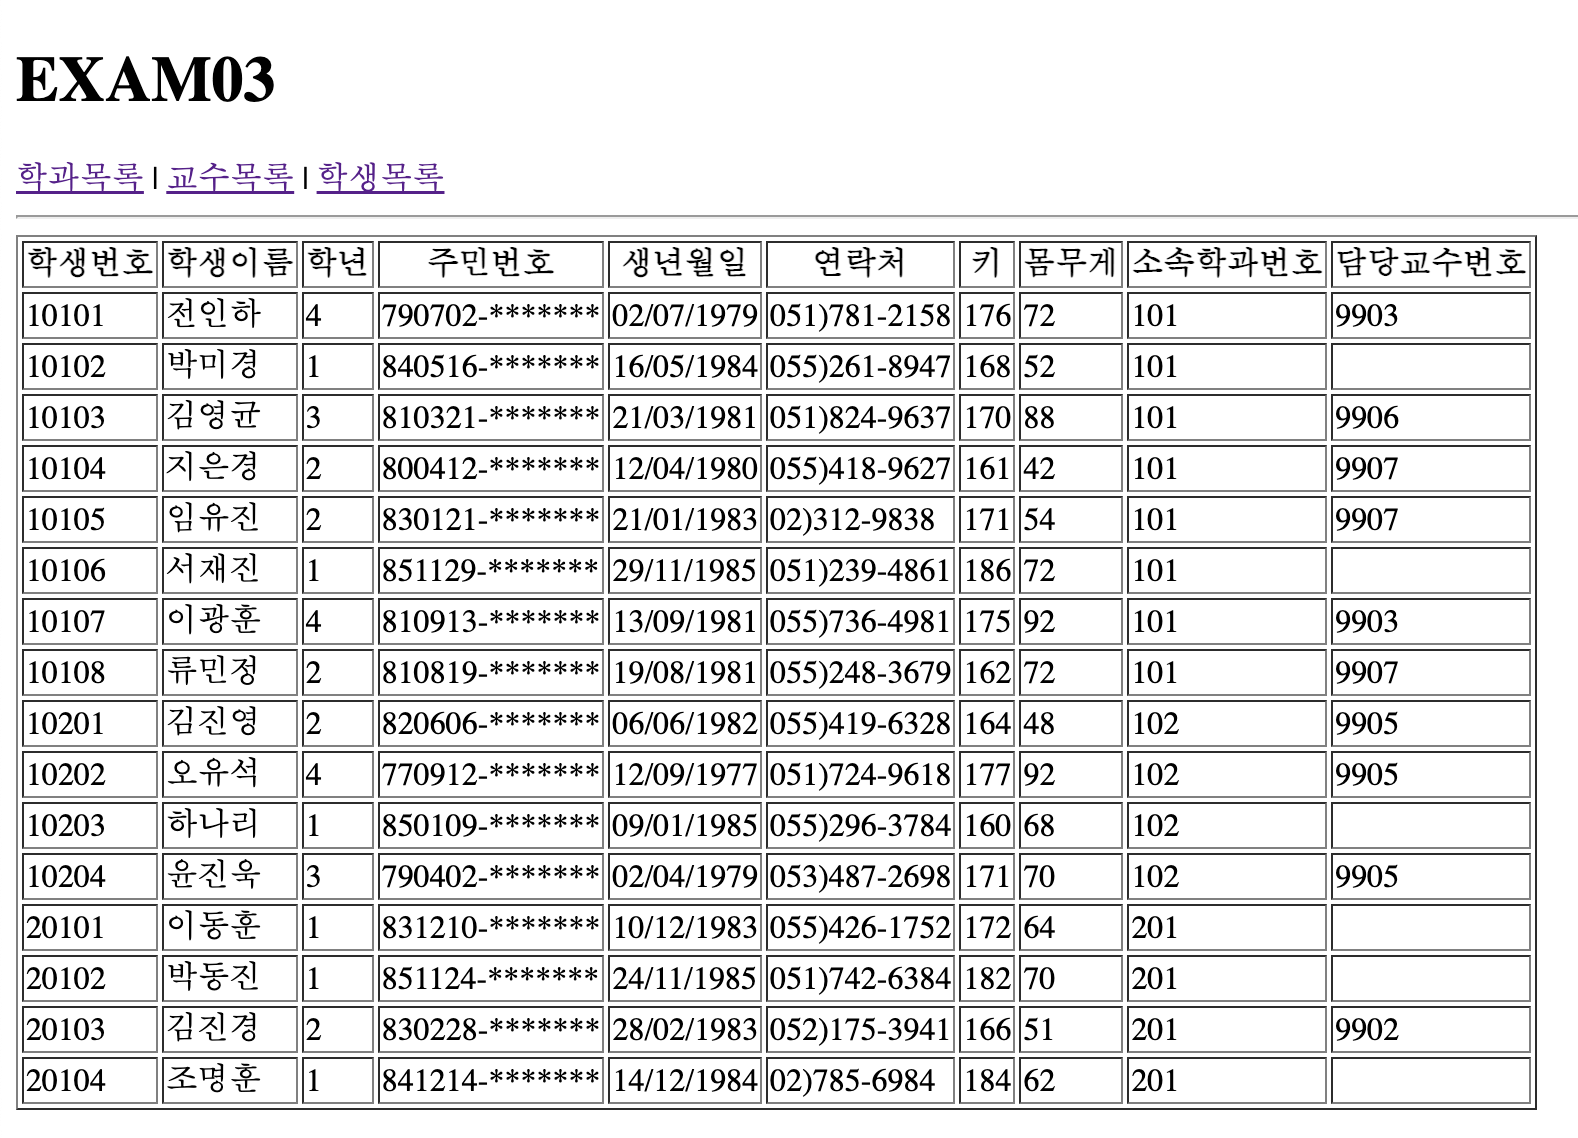 EXAM03
학과목록 | 교수목록 | 학생목록
학생번호 학생이름 학년 주민번호 생년월일 연락처 키 몸무게 소속학과번호 담당교수번호
10101 전인하 4 790702-******* 02/07/1979 051)781-2158 176 72 101 9903
10102 박미경 1 840516-******* 16/05/1984 055)261-8947 168 52 101
10103 김영균 3 810321-******* 21/03/1981 051)824-9637 170 88 101 9906
10104 지은경 2 800412-******* 12/04/1980 055)418-9627 161 42 101 9907
10105 임유진 2 830121-******* 21/01/1983 02)312-9838 171 54 101 9907
10106 서재진 1 851129-******* 29/11/1985 051)239-4861 186 72 101
10107 이광훈 4 810913-******* 13/09/1981 055)736-4981 175 92 101 9903
10108 류민정 2 810819-******* 19/08/1981 055)248-3679 162 72 101 9907
10201 김진영 2 820606-******* 06/06/1982 055)419-6328 164 48 102 9905
10202 오유석 4 770912-******* 12/09/1977 051)724-9618 177 92 102 9905
10203 하나리 1 850109-******* 09/01/1985 055)296-3784 160 68 102
10204 윤진욱 3 790402-******* 02/04/1979 053)487-2698 171 70 102 9905
20101 이동훈 1 831210-******* 10/12/1983 055)426-1752 172 64 201
20102 박동진 1 851124-******* 24/11/1985 051)742-6384 182 70 201
20103 김진경 2 830228-******* 28/02/1983 052)175-3941 166 51 201 9902
20104 조명훈 1 841214-******* 14/12/1984 02)785-6984 184 62 201